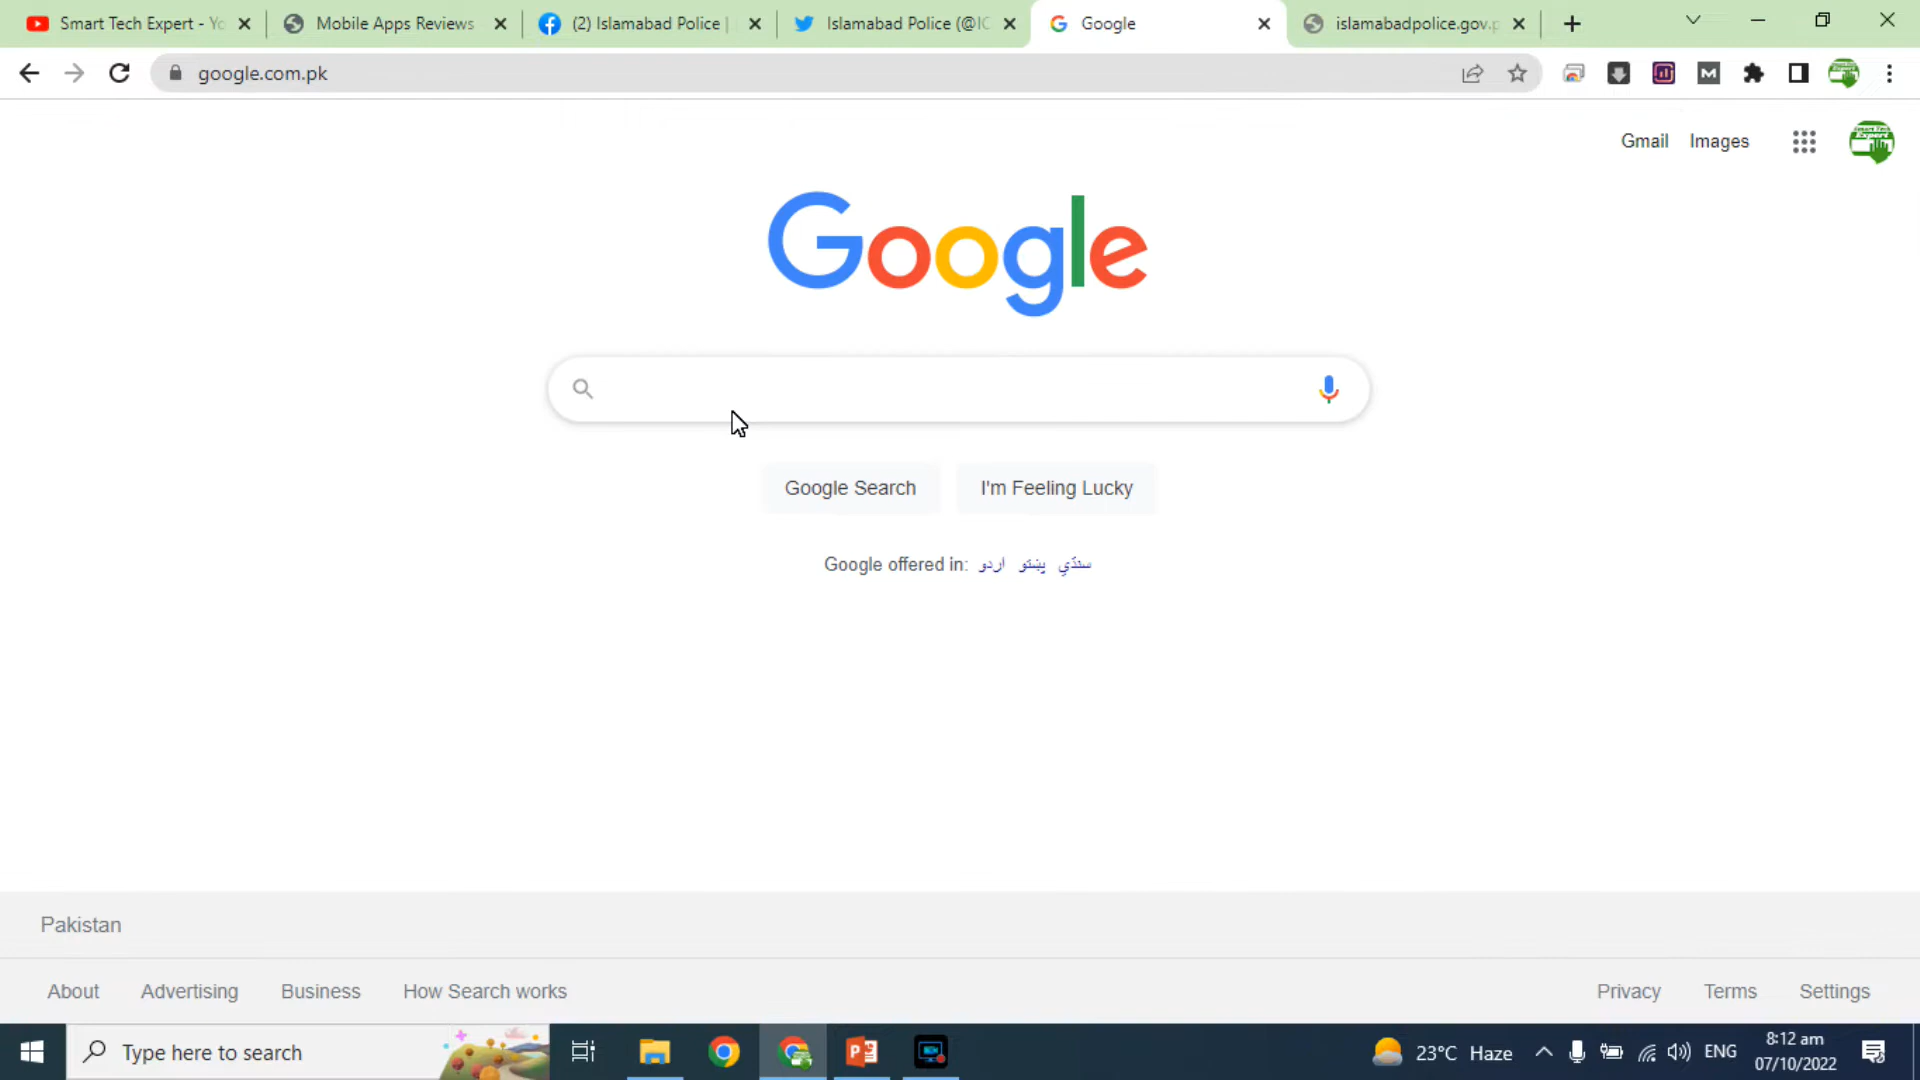 Smart Tech Expert - Yo
Mobile Apps Reviews
(2) Islamabad Police |
Islamabad Police (@IC
Google
islamabadpolice.gov.p
google.com.pk
Gmail
Images
Google
Google Search
I'm Feeling Lucky
Google offered in: اردو پښتو سنڌي
Pakistan
About
Advertising
Business
How Search works
Privacy
Terms
Settings
Type here to search
23°C Haze
ENG
8:12 am
07/10/2022